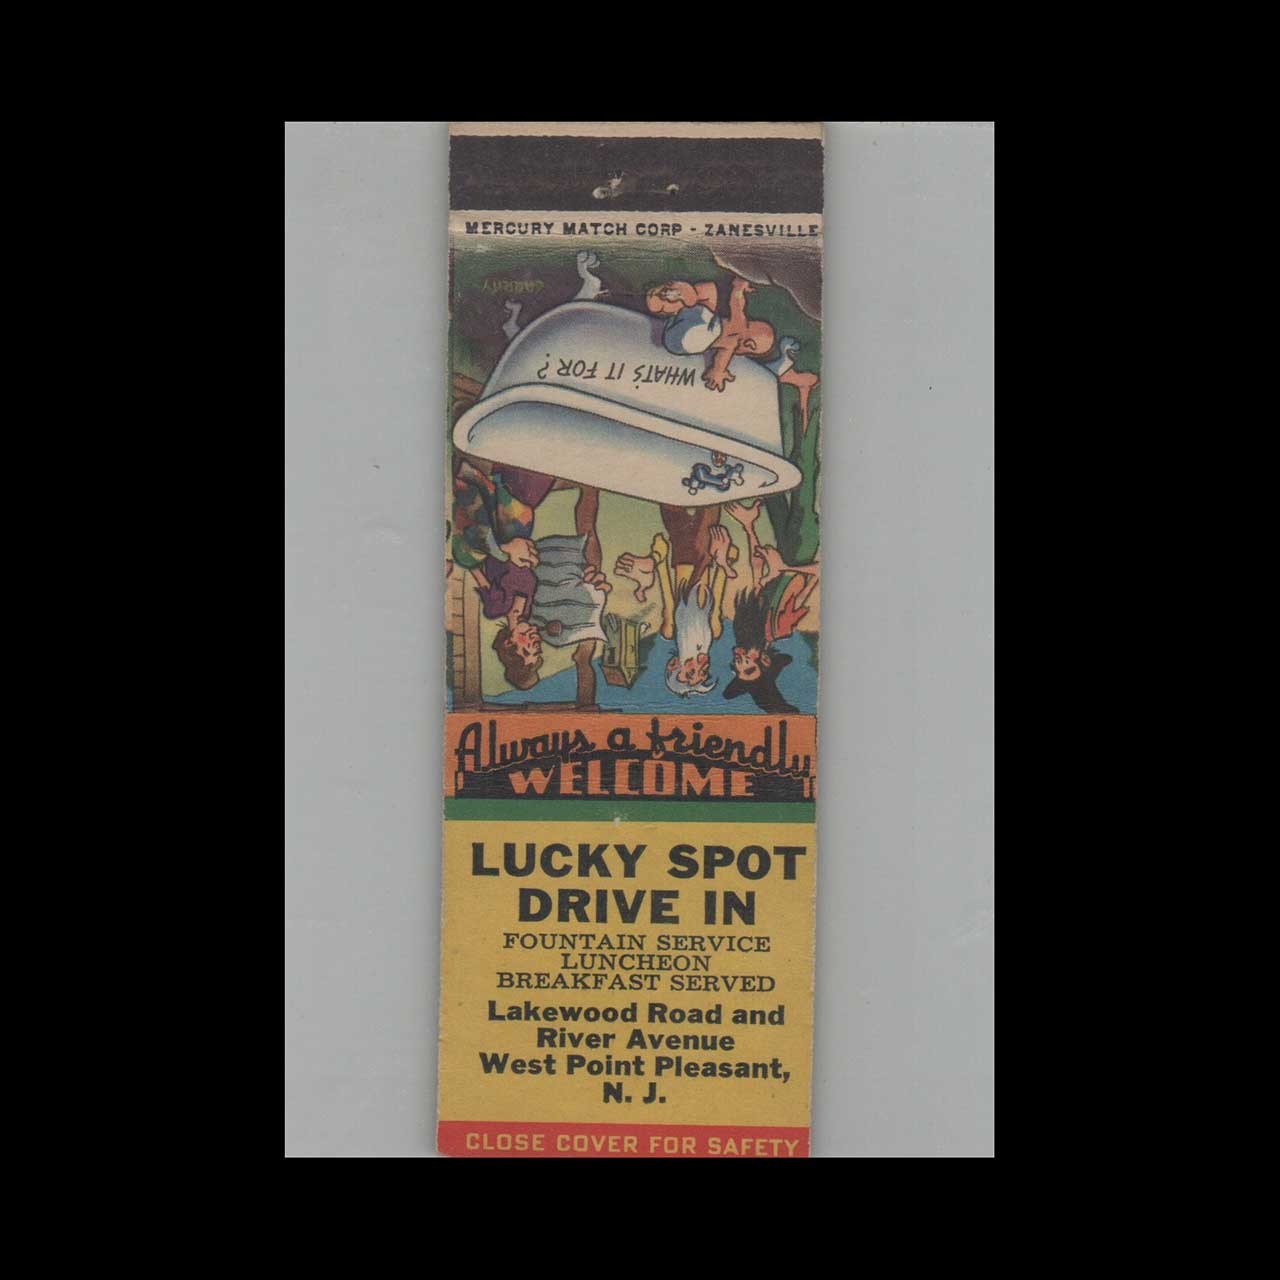 MERCURY MATCH CORP - ZANESVILLE
WHAT'S IT FOR?
Always a friendly
WELCOME
LUCKY SPOT
DRIVE IN
FOUNTAIN SERVICE
LUNCHEON
BREAKFAST SERVED
Lakewood Road and
River Avenue
West Point Pleasant,
N. J.
CLOSE COVER FOR SAFETY